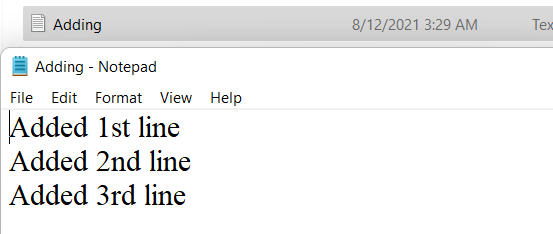 Adding 8/12/2021 3:29 AM Tex
Adding - Notepad
File Edit Format View Help
Added 1st line
Added 2nd line
Added 3rd line